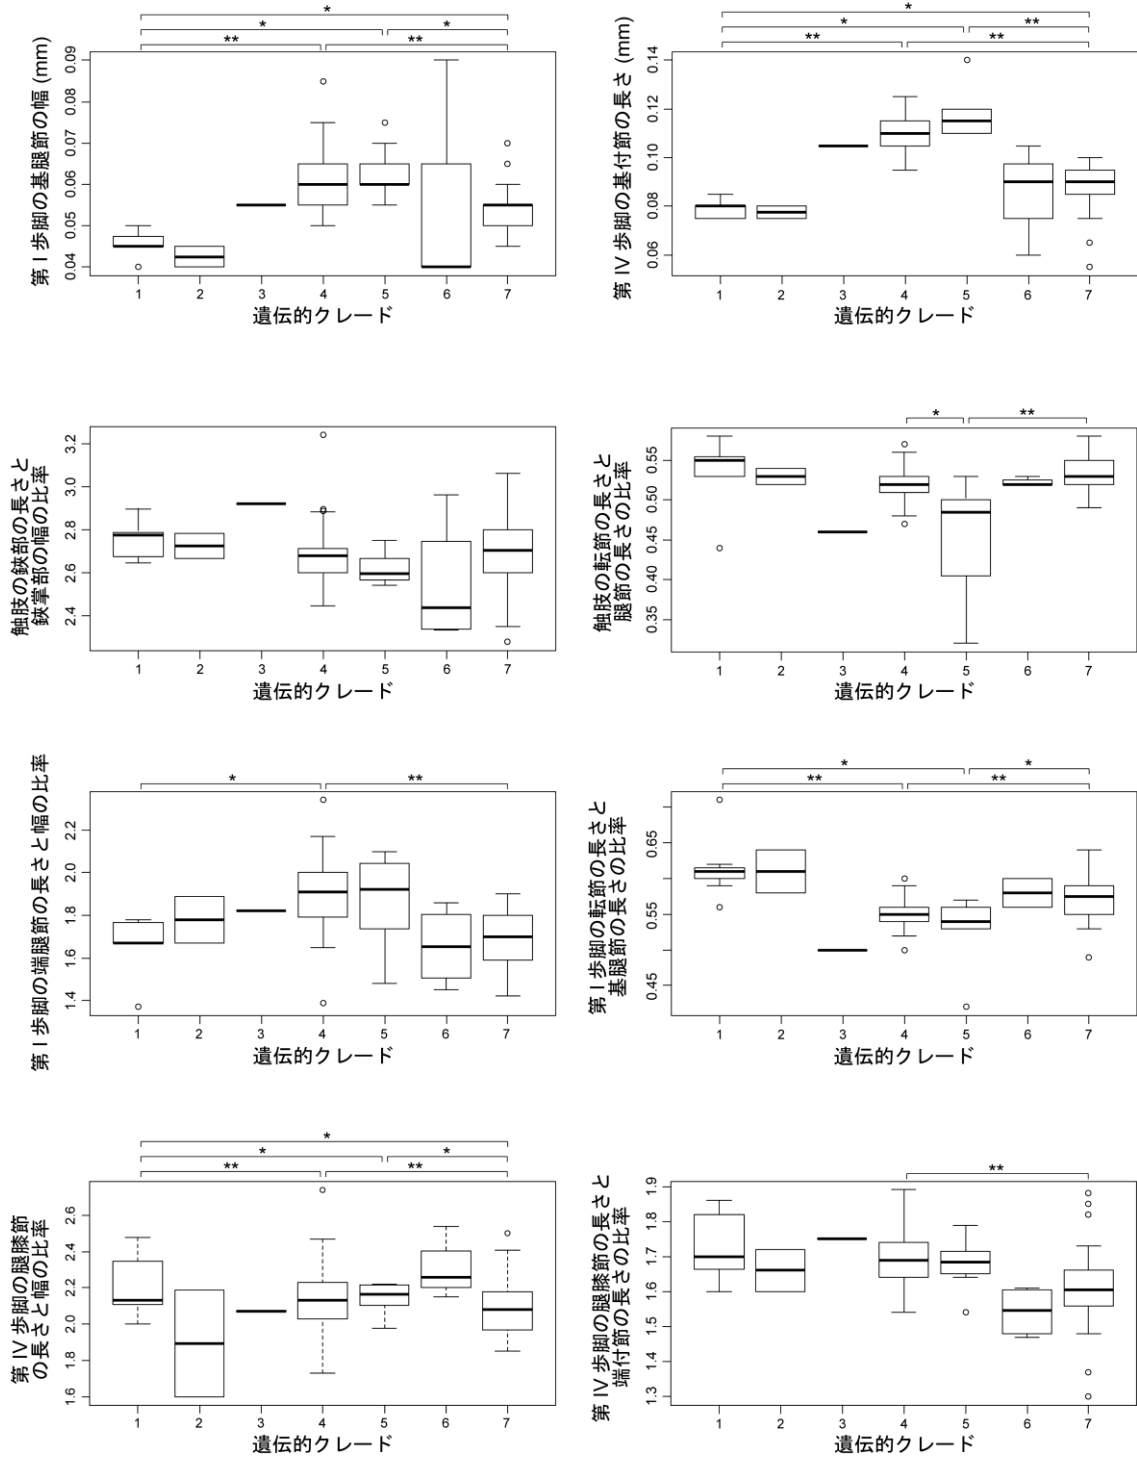 *
* *
** **
第 I 歩脚の基腿節の幅 (mm)
0.09
0.08
0.07
0.06
0.05
0.04
1 2 3 4 5 6 7
遺伝的クレード
*
* **
** **
第 IV 歩脚の基付節の長さ (mm)
0.14
0.12
0.10
0.08
0.06
1 2 3 4 5 6 7
遺伝的クレード
触肢の鋏部の長さと
鋏掌部の幅の比率
3.2
3.0
2.8
2.6
2.4
1 2 3 4 5 6 7
遺伝的クレード
* **
触肢の転節の長さと
腿節の長さの比率
0.55
0.50
0.45
0.40
0.35
1 2 3 4 5 6 7
遺伝的クレード
* **
第 I 歩脚の端腿節の長さと幅の比率
2.2
2.0
1.8
1.6
1.4
1 2 3 4 5 6 7
遺伝的クレード
* *
** **
第 I 歩脚の転節の長さと
基腿節の長さの比率
0.65
0.55
0.45
1 2 3 4 5 6 7
遺伝的クレード
*
* *
** **
第 IV 歩脚の腿膝節
の長さと幅の比率
2.6
2.4
2.2
2.0
1.8
1.6
1 2 3 4 5 6 7
遺伝的クレード
**
第 IV 歩脚の腿膝節の長さと
端付節の長さの比率
1.9
1.8
1.7
1.6
1.5
1.4
1.3
1 2 3 4 5 6 7
遺伝的クレード